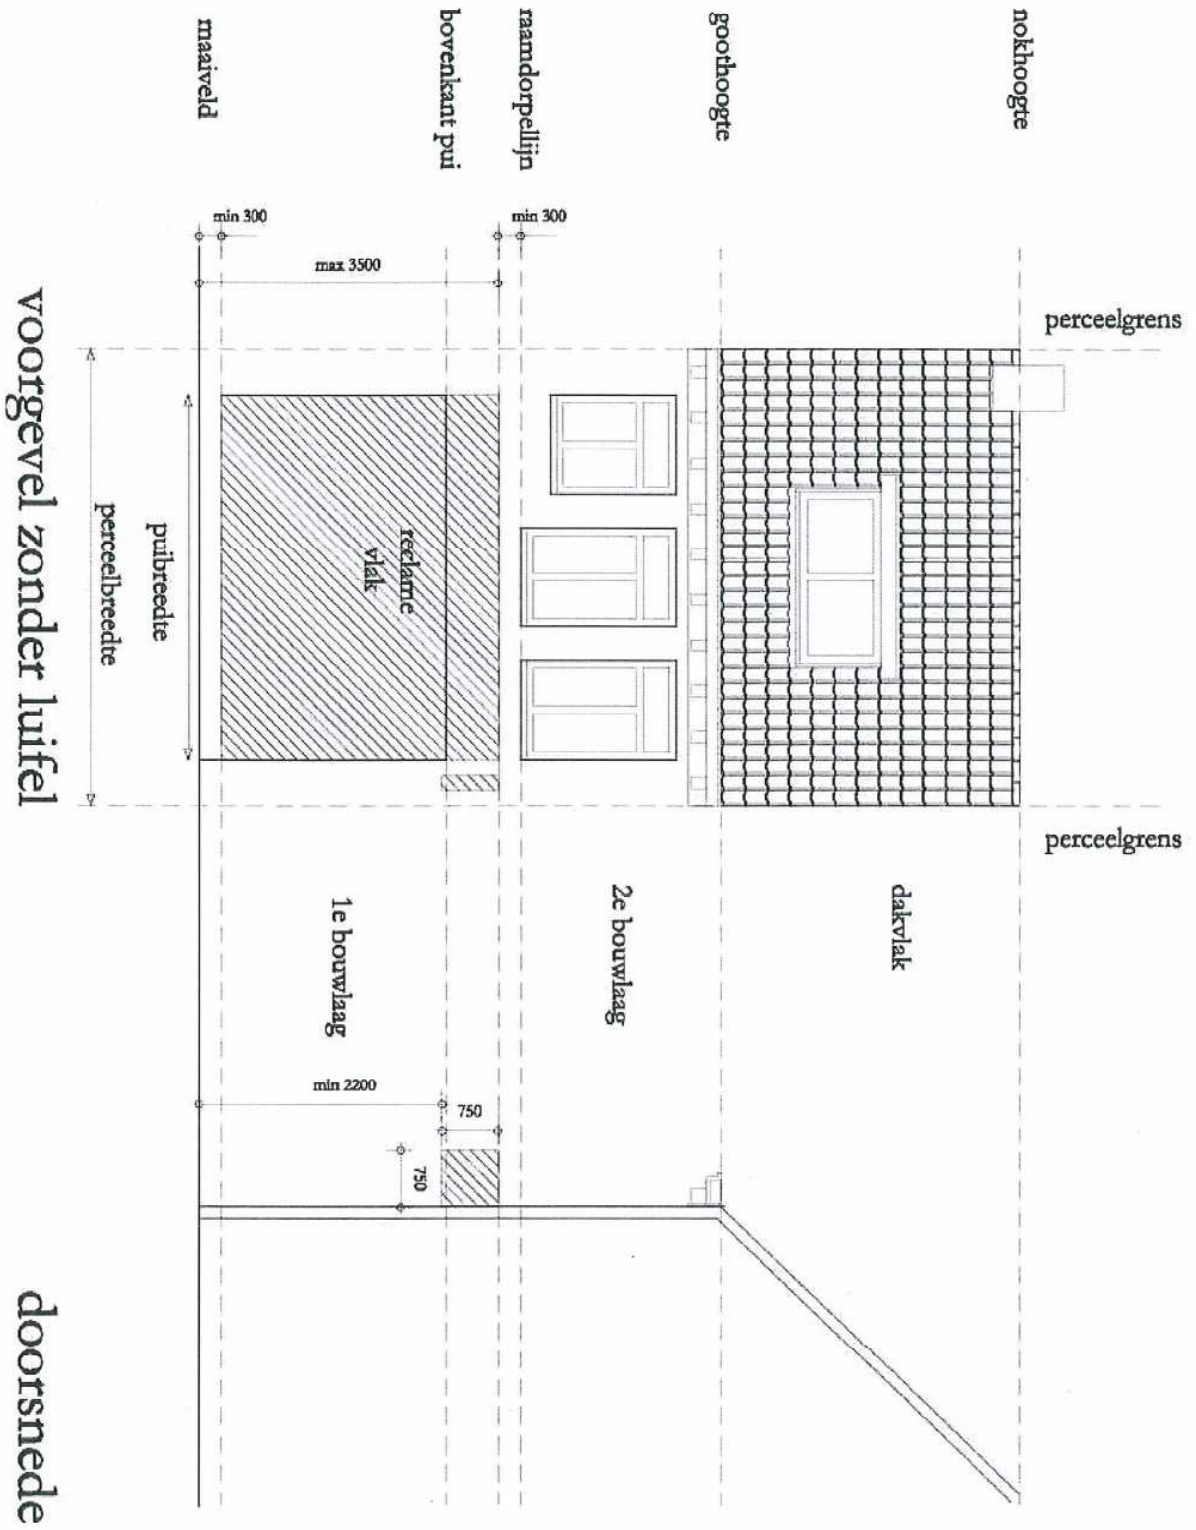 nokhoogte
goothoogte
raamdorpellijn
bovenkant pui
maaiveld
min 300
max 3500
min 300
perceelgrens
perceelgrens
reclame
vlak
puibreedte
perceelbreedte
dakvlak
2e bouwlaag
1e bouwlaag
min 2200
750
750
voorgevel zonder luifel
doorsnede